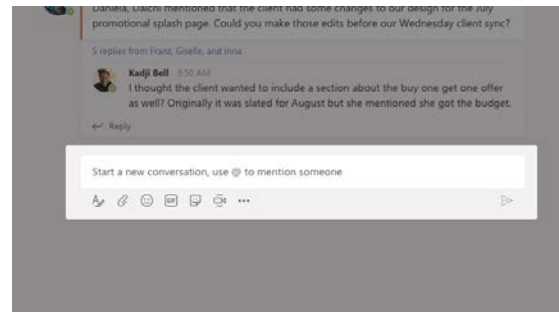 Daniela, Daichi mentioned that the client had some changes to our design for the July
promotional splash page. Could you make those edits before our Wednesday client sync?
5 replies from Franz, Giselle, and Inna
Kadji Bell 9:50 AM
I thought the client wanted to include a section about the buy one get one offer
as well? Originally it was slated for August but she mentioned she got the budget.
Reply
Start a new conversation, use @ to mention someone
GIF